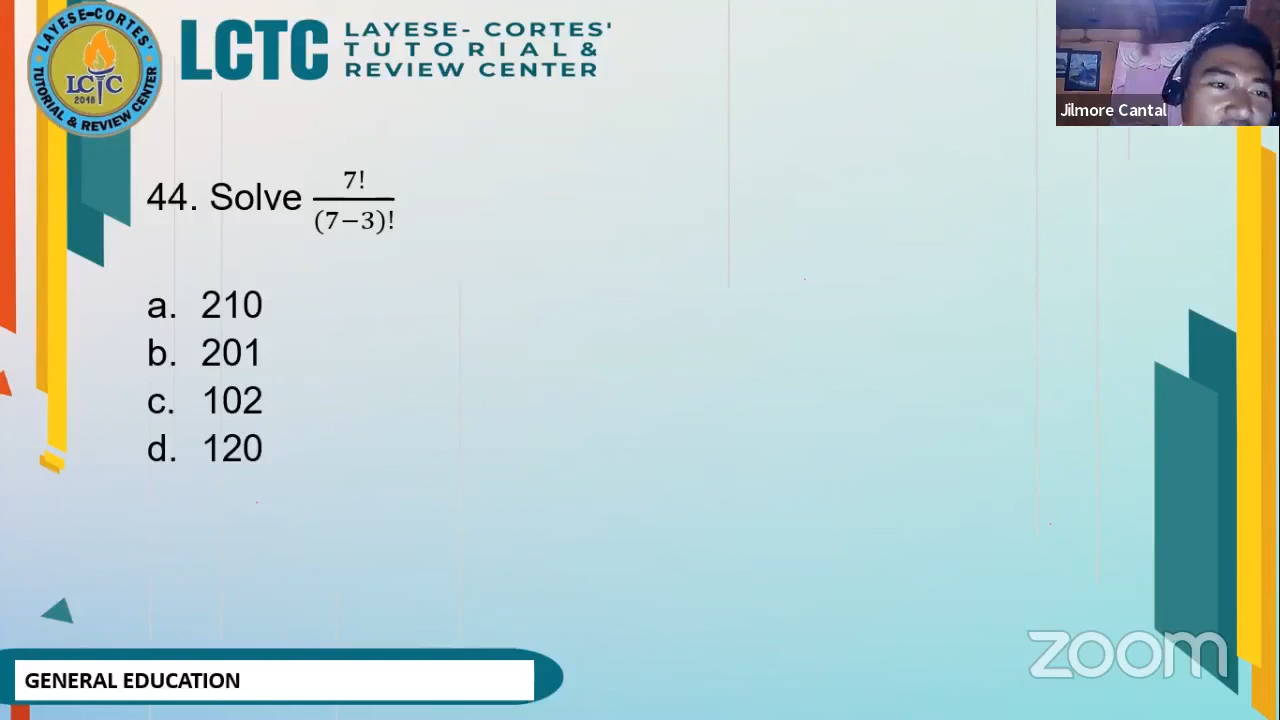 LAYESE-CORTES'
LCTC
2018
TUTORIAL & REVIEW CENTER
LCTC
LAYESE- CORTES'
TUTORIAL &
REVIEW CENTER
Jilmore Cantal
44. Solve 7!/(7−3)!
a. 210
b. 201
c. 102
d. 120
zoom
GENERAL EDUCATION